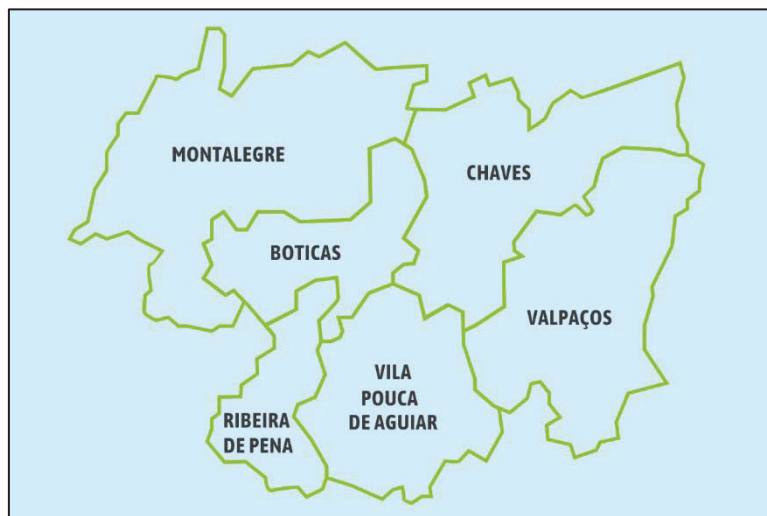 MONTALEGRE
CHAVES
BOTICAS
VALPAÇOS
VILA
POUCA
DE AGUIAR
RIBEIRA
DE PENA